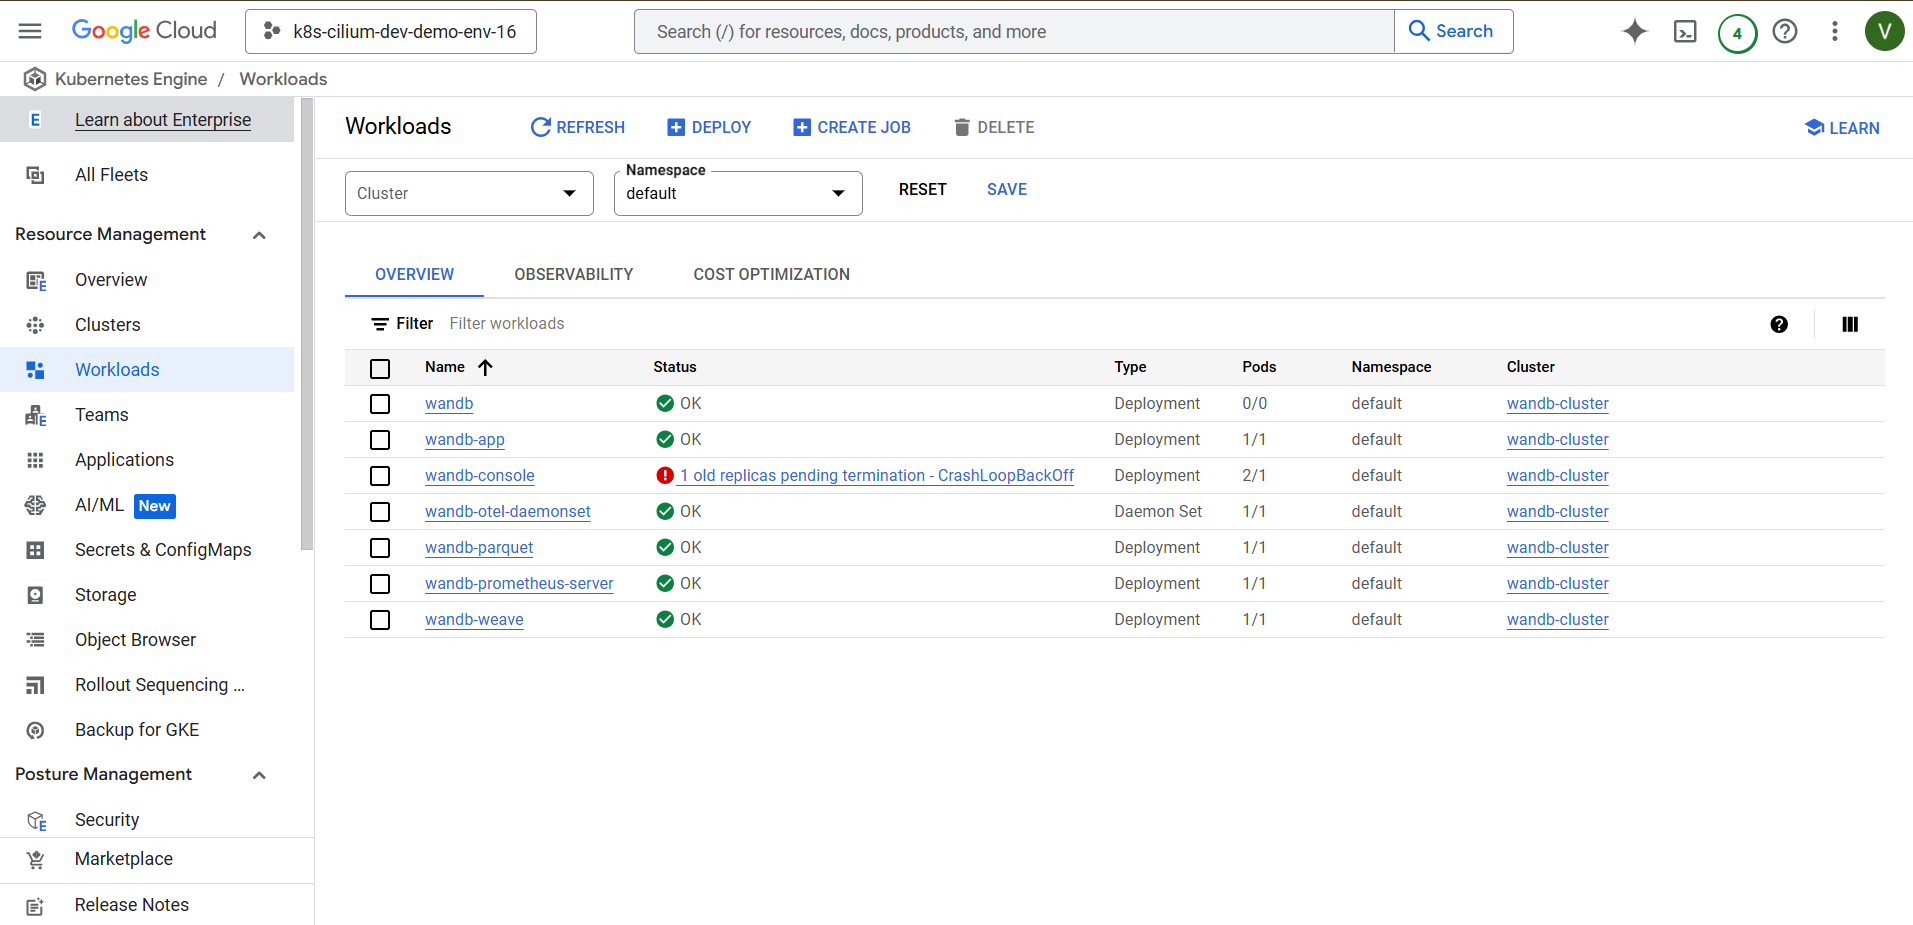 Google Cloud
k8s-cilium-dev-demo-env-16
Search (/) for resources, docs, products, and more
Search
4
V
Kubernetes Engine / Workloads
E Learn about Enterprise
All Fleets
Resource Management
Overview
Clusters
Workloads
Teams
Applications
AI/ML New
Secrets & ConfigMaps
Storage
Object Browser
Rollout Sequencing ...
Backup for GKE
Posture Management
Security
Marketplace
Release Notes
Workloads REFRESH DEPLOY CREATE JOB DELETE LEARN
Cluster
Namespace
default
RESET SAVE
OVERVIEW OBSERVABILITY COST OPTIMIZATION
Filter Filter workloads
Name Status Type Pods Namespace Cluster
wandb OK Deployment 0/0 default wandb-cluster
wandb-app OK Deployment 1/1 default wandb-cluster
wandb-console 1 old replicas pending termination - CrashLoopBackOff Deployment 2/1 default wandb-cluster
wandb-otel-daemonset OK Daemon Set 1/1 default wandb-cluster
wandb-parquet OK Deployment 1/1 default wandb-cluster
wandb-prometheus-server OK Deployment 1/1 default wandb-cluster
wandb-weave OK Deployment 1/1 default wandb-cluster